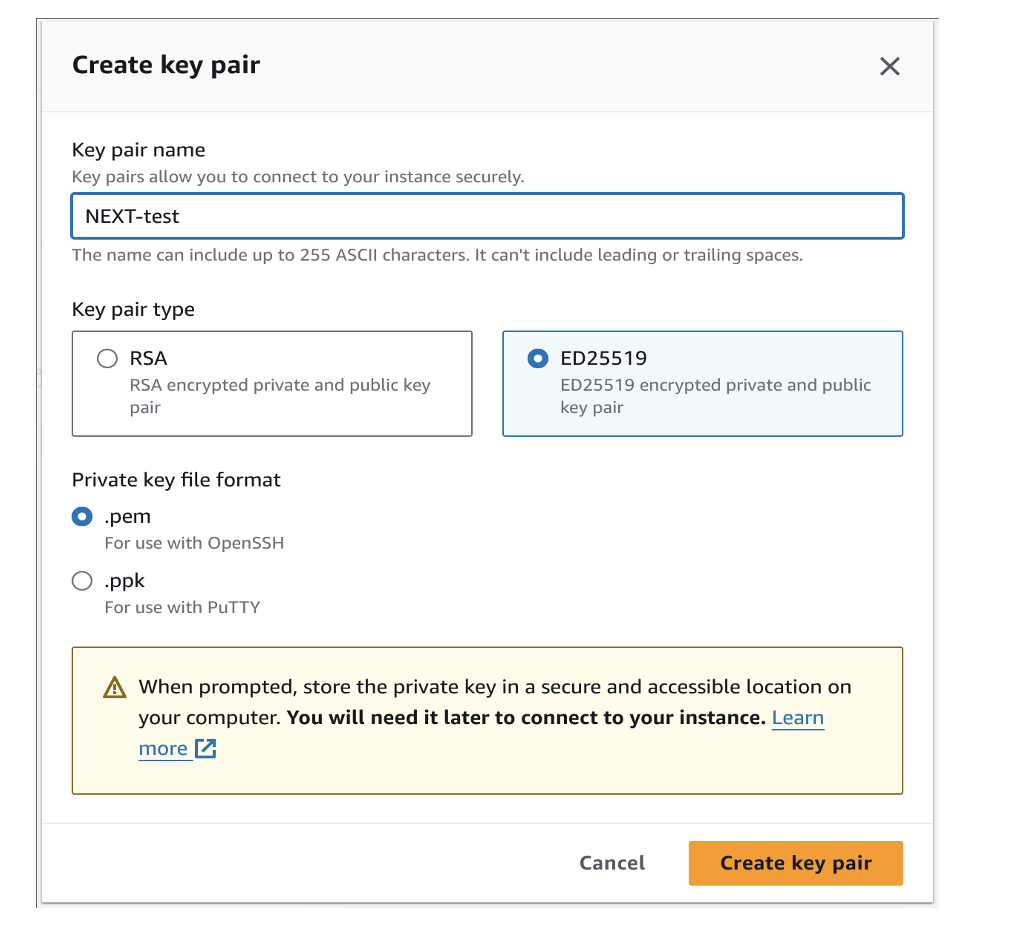 Create key pair
Key pair name
Key pairs allow you to connect to your instance securely.
NEXT-test
The name can include up to 255 ASCII characters. It can't include leading or trailing spaces.
Key pair type
RSA
RSA encrypted private and public key
pair
ED25519
ED25519 encrypted private and public
key pair
Private key file format
.pem
For use with OpenSSH
.ppk
For use with PuTTY
When prompted, store the private key in a secure and accessible location on
your computer. You will need it later to connect to your instance. Learn
more
Cancel
Create key pair